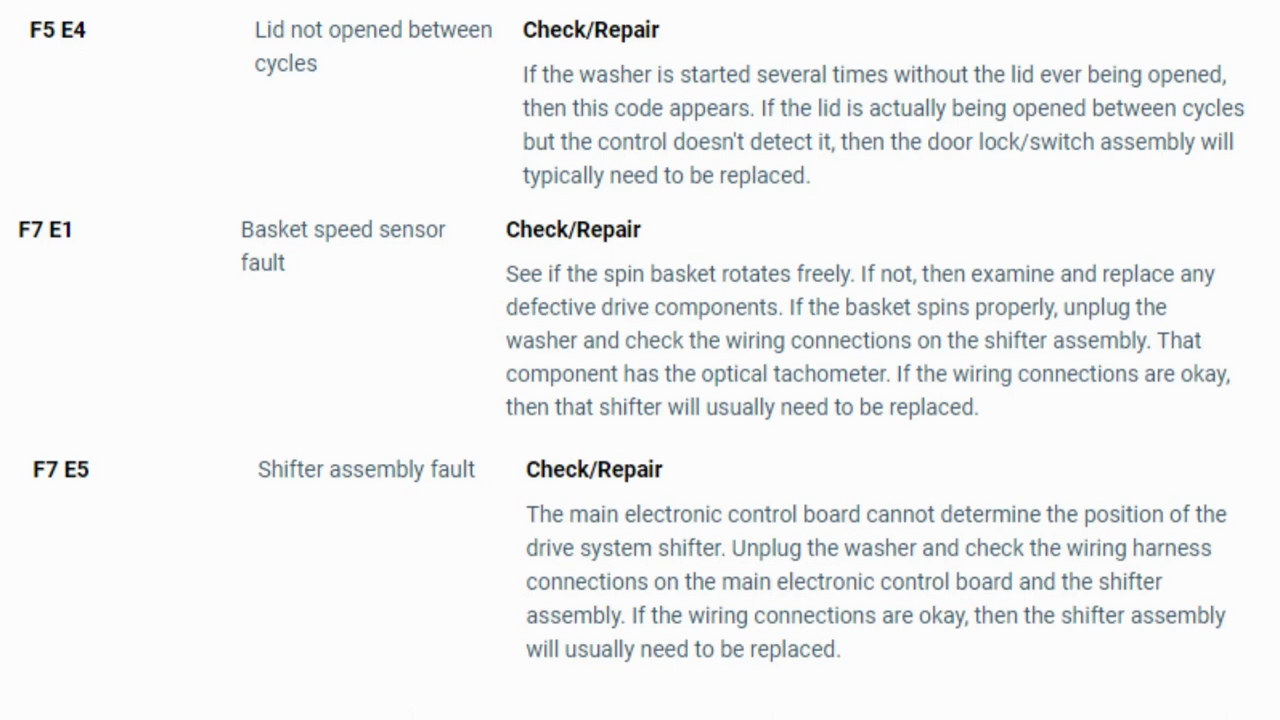 F5 E4 Lid not opened between Check/Repair
cycles
If the washer is started several times without the lid ever being opened,
then this code appears. If the lid is actually being opened between cycles
but the control doesn't detect it, then the door lock/switch assembly will
typically need to be replaced.
F7 E1 Basket speed sensor Check/Repair
fault
See if the spin basket rotates freely. If not, then examine and replace any
defective drive components. If the basket spins properly, unplug the
washer and check the wiring connections on the shifter assembly. That
component has the optical tachometer. If the wiring connections are okay,
then that shifter will usually need to be replaced.
F7 E5 Shifter assembly fault Check/Repair
The main electronic control board cannot determine the position of the
drive system shifter. Unplug the washer and check the wiring harness
connections on the main electronic control board and the shifter
assembly. If the wiring connections are okay, then the shifter assembly
will usually need to be replaced.